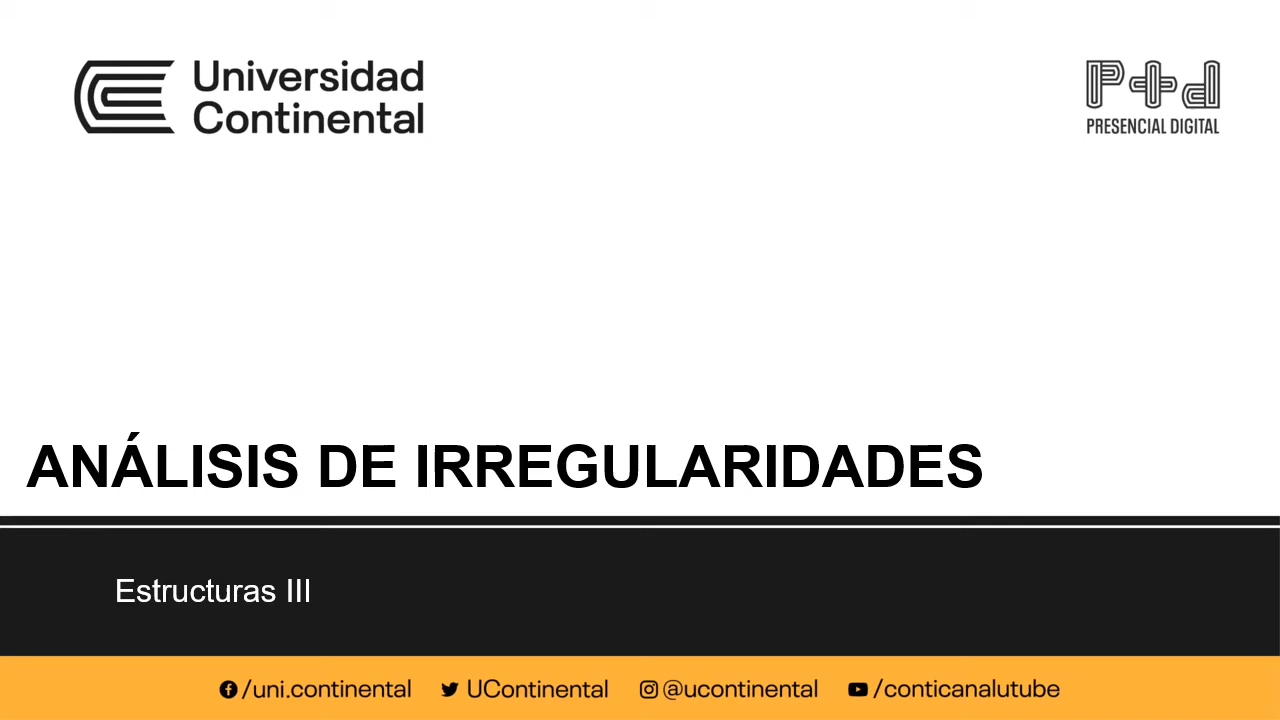 Universidad
Continental
P+d
PRESENCIAL DIGITAL
ANÁLISIS DE IRREGULARIDADES
Estructuras III
/uni.continental UContinental @ucontinental /conticanalutube